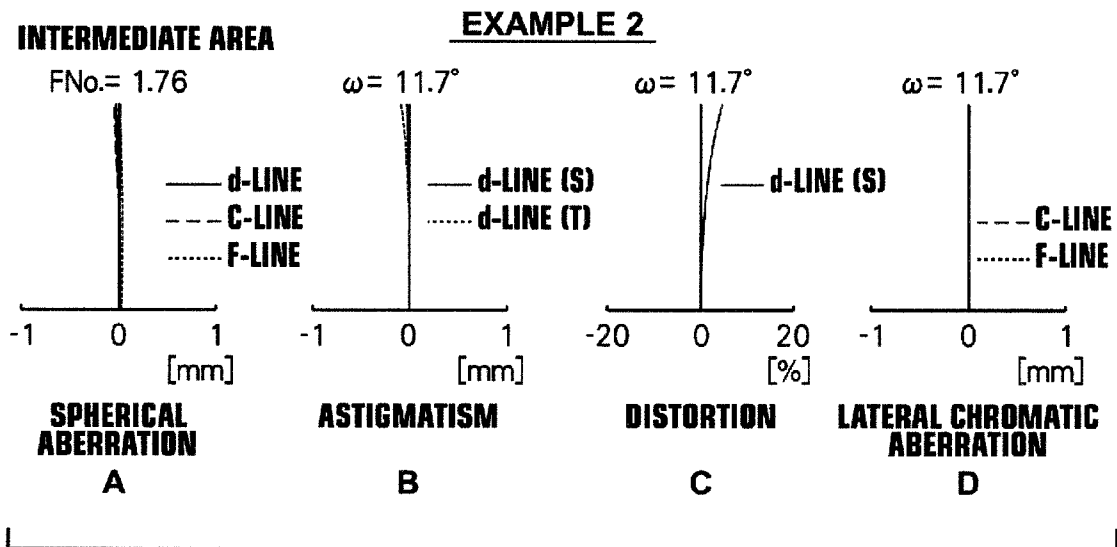 EXAMPLE 2
INTERMEDIATE AREA
FNo.= 1.76
d-LINE
C-LINE
F-LINE
-1 0 1
[mm]
SPHERICAL
ABERRATION
A
ω= 11.7°
d-LINE (S)
d-LINE (T)
-1 0 1
[mm]
ASTIGMATISM
B
ω= 11.7°
d-LINE (S)
-20 0 20
[%]
DISTORTION
C
ω= 11.7°
C-LINE
F-LINE
-1 0 1
[mm]
LATERAL CHROMATIC
ABERRATION
D